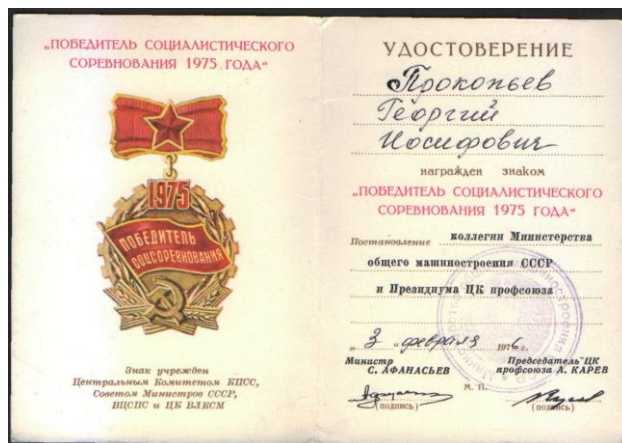 „ПОБЕДИТЕЛЬ СОЦИАЛИСТИЧЕСКОГО
СОРЕВНОВАНИЯ 1975 ГОДА“
1975
ПОБЕДИТЕЛЬ
СОЦСОРЕВНОВАНИЯ
Знак учрежден
Центральным Комитетом КПСС,
Советом Министров СССР,
ВЦСПС и ЦК ВЛКСМ
УДОСТОВЕРЕНИЕ
Прокопьев
Георгий
Иосифович
награжден знаком
„ПОБЕДИТЕЛЬ СОЦИАЛИСТИЧЕСКОГО
СОРЕВНОВАНИЯ 1975 ГОДА“
Постановление коллегии Министерства
общего машиностроения СССР
и Президиума ЦК профсоюза
„3“ февраля 1976 г.
Министр
С. АФАНАСЬЕВ
Председатель ЦК
профсоюза А. КАРЕВ
М. П.
(подпись)
(подпись)